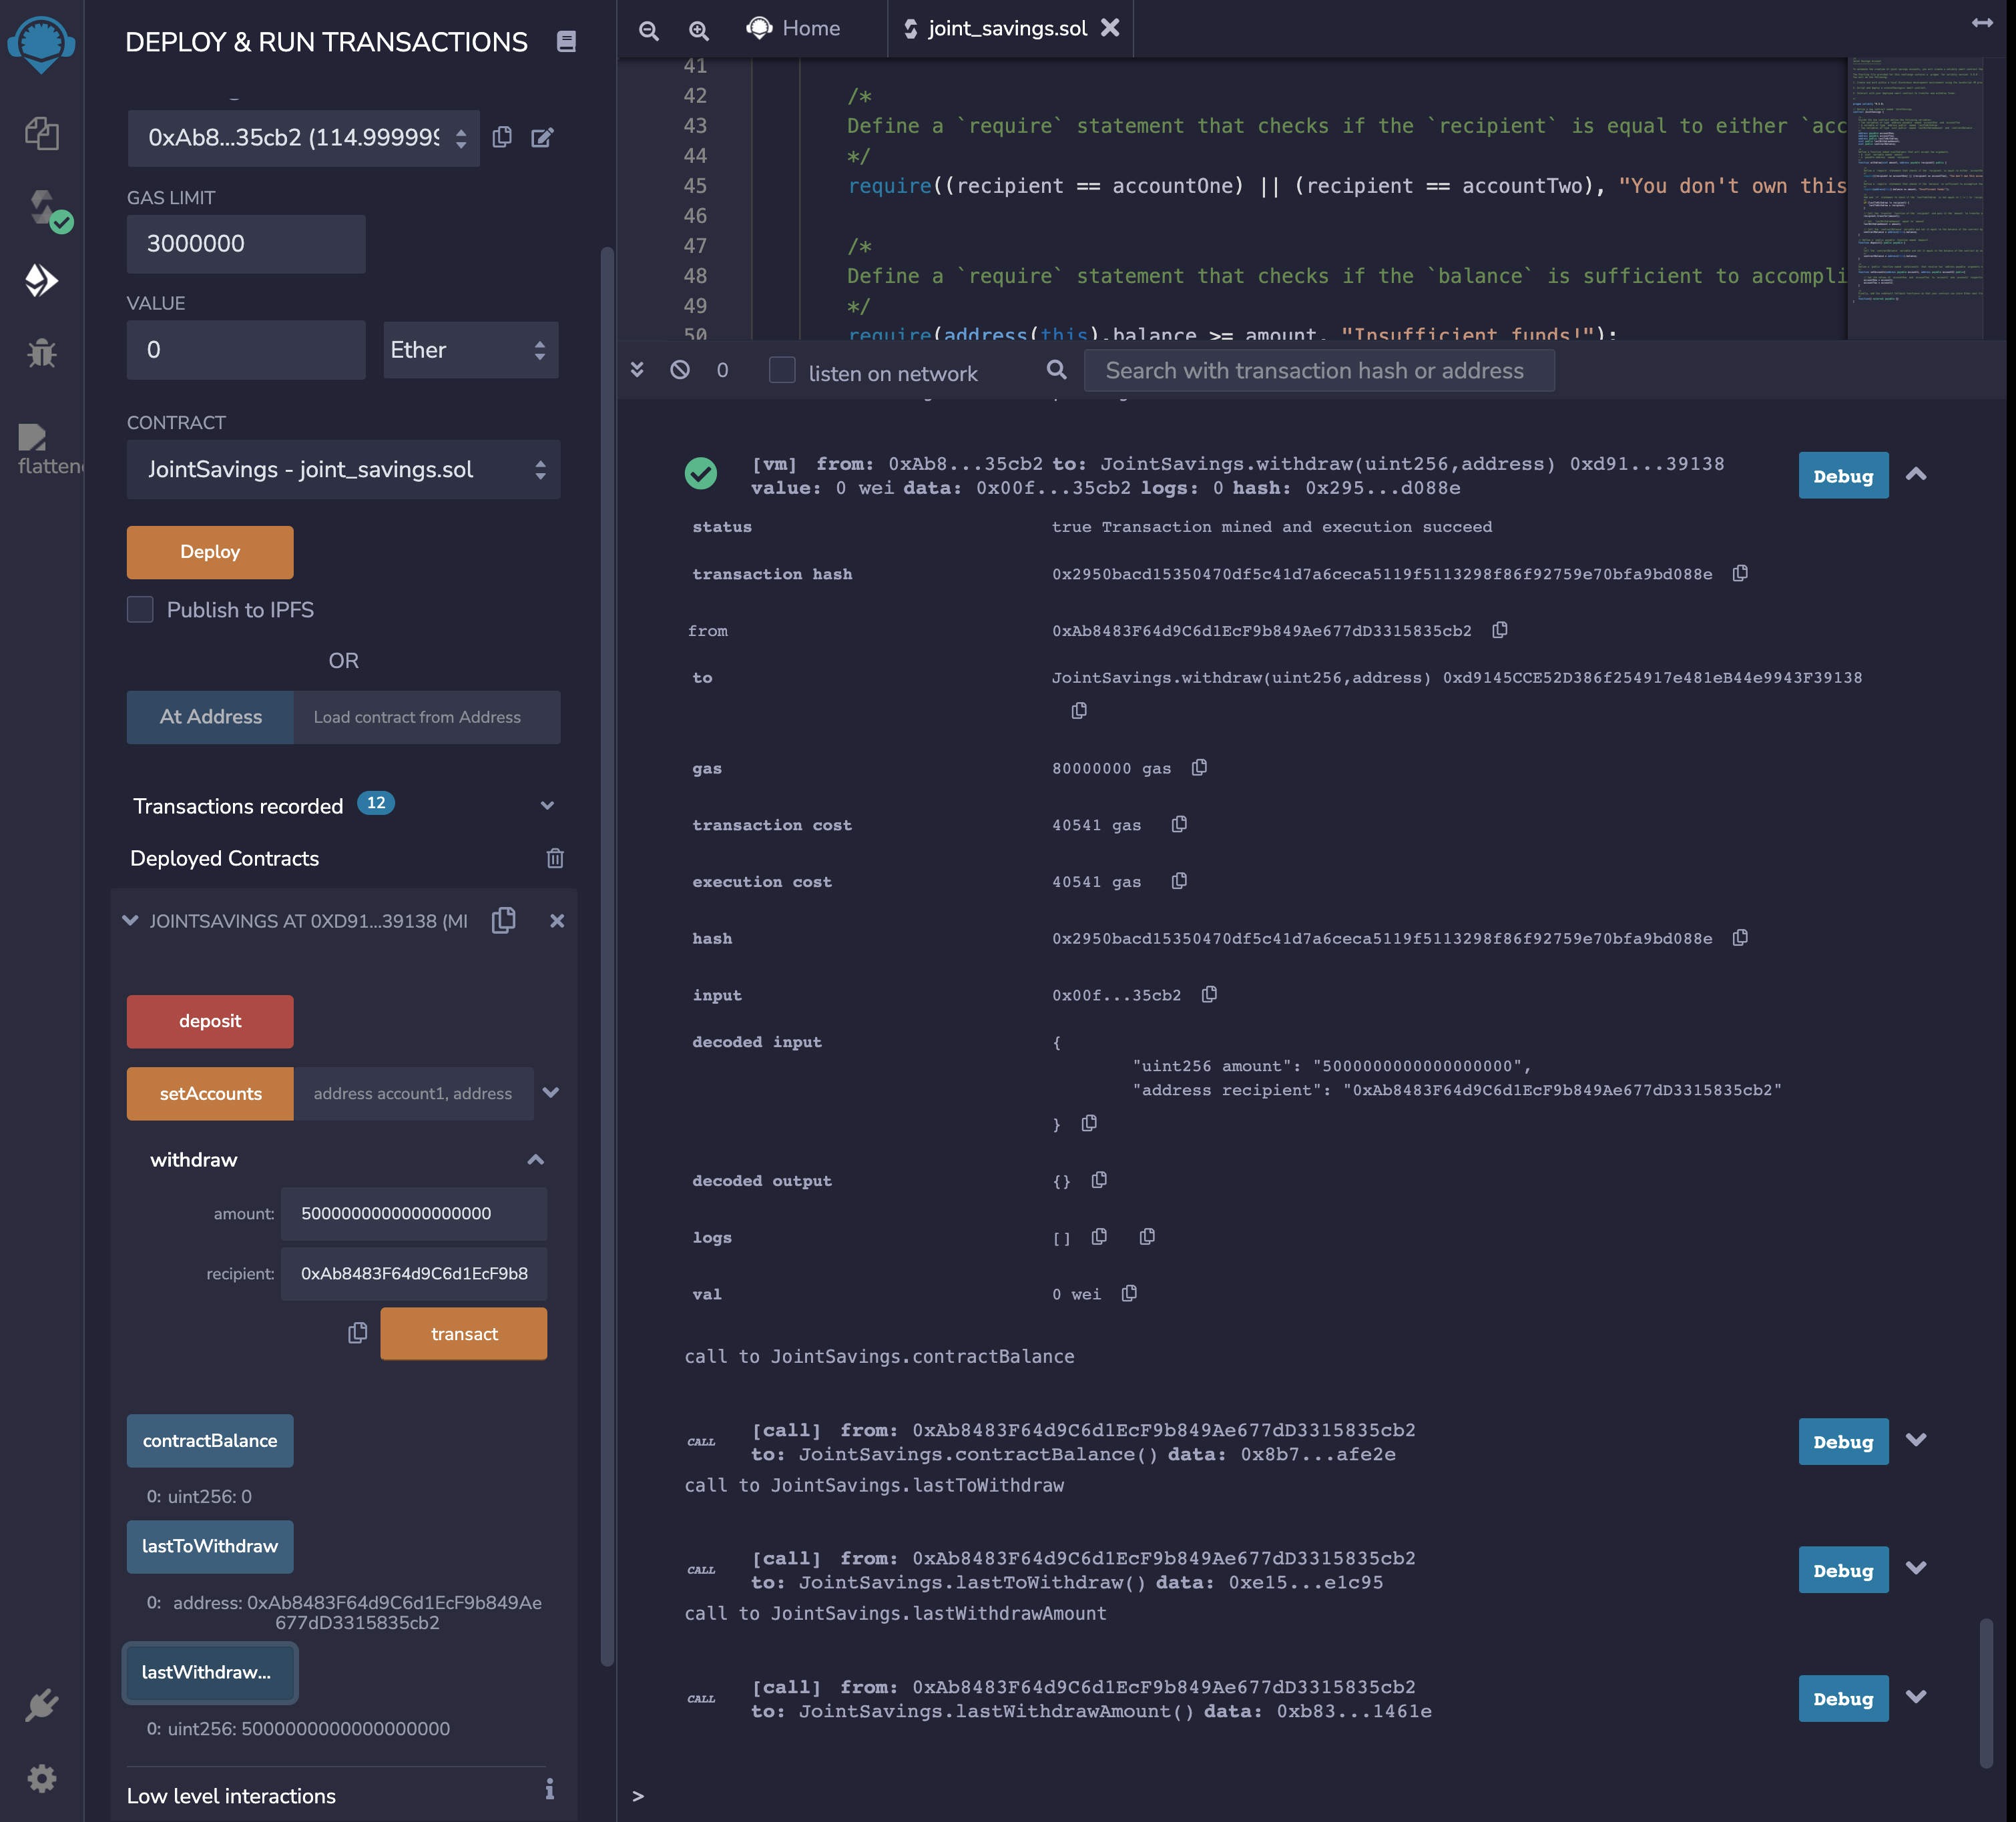 DEPLOY & RUN TRANSACTIONS
0xAb8...35cb2 (114.999999
GAS LIMIT
3000000
VALUE
0
Ether
CONTRACT
JointSavings - joint_savings.sol
Deploy
Publish to IPFS
OR
At Address
Load contract from Address
Transactions recorded 12
Deployed Contracts
JOINTSAVINGS AT 0XD91...39138 (MI
deposit
setAccounts
address account1, address
withdraw
amount: 5000000000000000000
recipient: 0xAb8483F64d9C6d1EcF9b8
transact
contractBalance
0: uint256: 0
lastToWithdraw
0: address: 0xAb8483F64d9C6d1EcF9b849Ae
677dD3315835cb2
lastWithdraw...
0: uint256: 5000000000000000000
Low level interactions
flatten
Home
joint_savings.sol
41
42 /*
43 Define a `require` statement that checks if the `recipient` is equal to either `acc
44 */
45 require((recipient == accountOne) || (recipient == accountTwo), "You don't own this
46
47 /*
48 Define a `require` statement that checks if the `balance` is sufficient to accompli
49 */
50 require(address(this).balance >= amount, "Insufficient funds!");
0
listen on network
Search with transaction hash or address
[vm] from: 0xAb8...35cb2 to: JointSavings.withdraw(uint256,address) 0xd91...39138
value: 0 wei data: 0x00f...35cb2 logs: 0 hash: 0x295...d088e
Debug
status true Transaction mined and execution succeed
transaction hash 0x2950bacd15350470df5c41d7a6ceca5119f5113298f86f92759e70bfa9bd088e
from 0xAb8483F64d9C6d1EcF9b849Ae677dD3315835cb2
to JointSavings.withdraw(uint256,address) 0xd9145CCE52D386f254917e481eB44e9943F39138
gas 80000000 gas
transaction cost 40541 gas
execution cost 40541 gas
hash 0x2950bacd15350470df5c41d7a6ceca5119f5113298f86f92759e70bfa9bd088e
input 0x00f...35cb2
decoded input {
"uint256 amount": "5000000000000000000",
"address recipient": "0xAb8483F64d9C6d1EcF9b849Ae677dD3315835cb2"
}
decoded output {}
logs []
val 0 wei
call to JointSavings.contractBalance
CALL
[call] from: 0xAb8483F64d9C6d1EcF9b849Ae677dD3315835cb2
to: JointSavings.contractBalance() data: 0x8b7...afe2e
Debug
call to JointSavings.lastToWithdraw
CALL
[call] from: 0xAb8483F64d9C6d1EcF9b849Ae677dD3315835cb2
to: JointSavings.lastToWithdraw() data: 0xe15...e1c95
Debug
call to JointSavings.lastWithdrawAmount
CALL
[call] from: 0xAb8483F64d9C6d1EcF9b849Ae677dD3315835cb2
to: JointSavings.lastWithdrawAmount() data: 0xb83...1461e
Debug
>